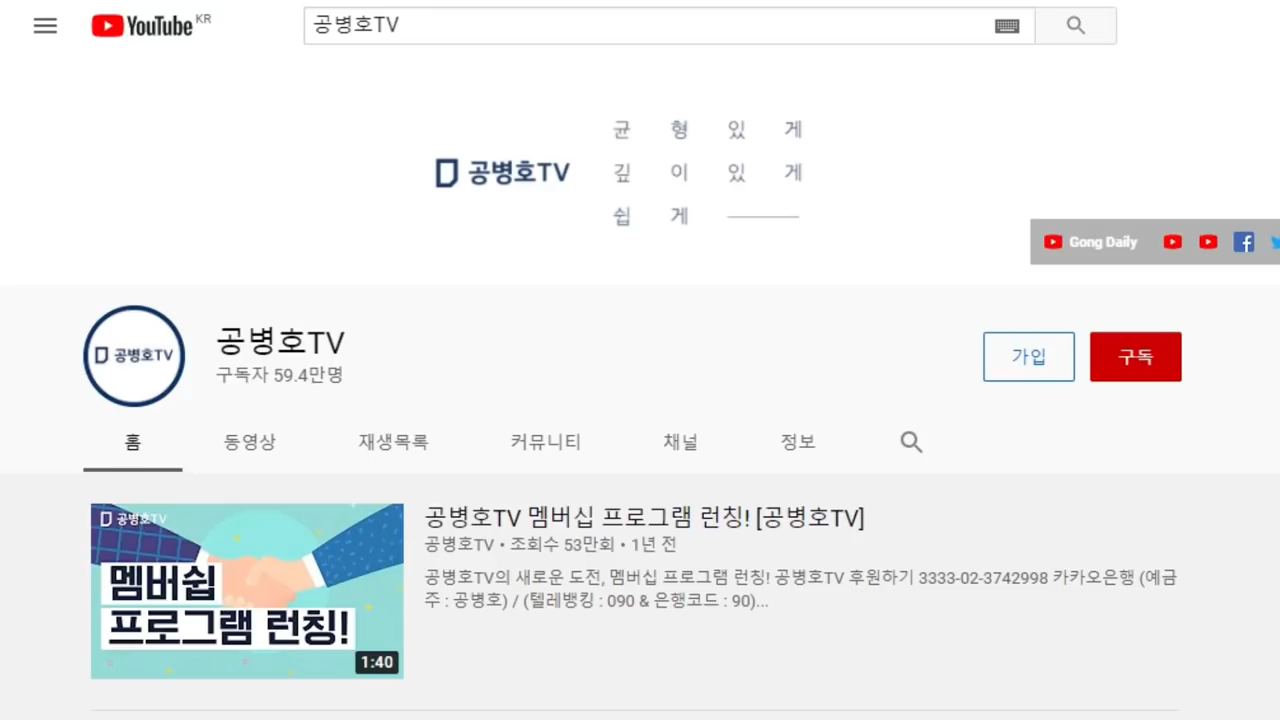 YouTube KR
공병호TV
균형있게
공병호TV 깊이있게
쉽게
Gong Daily
공병호TV
공병호TV
구독자 59.4만명
가입
구독
홈 동영상 재생목록 커뮤니티 채널 정보
공병호TV
멤버쉽
프로그램 런칭!
1:40
공병호TV 멤버십 프로그램 런칭! [공병호TV]
공병호TV • 조회수 53만회 • 1년 전
공병호TV의 새로운 도전, 멤버십 프로그램 런칭! 공병호TV 후원하기 3333-02-3742998 카카오은행 (예금
주 : 공병호) / (텔레뱅킹 : 090 & 은행코드 : 90)...